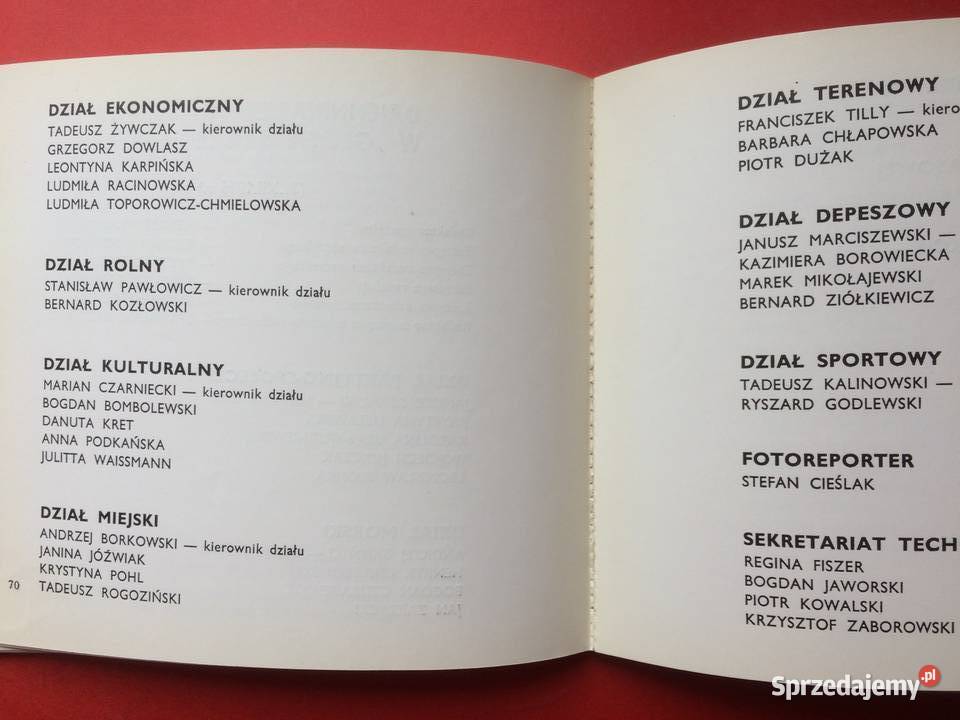 DZIAŁ EKONOMICZNY
TADEUSZ ŻYWCZAK — kierownik działu
GRZEGORZ DOWLASZ
LEONTYNA KARPIŃSKA
LUDMIŁA RACINOWSKA
LUDMIŁA TOPOROWICZ-CHMIELOWSKA
DZIAŁ ROLNY
STANISŁAW PAWŁOWICZ — kierownik działu
BERNARD KOZŁOWSKI
DZIAŁ KULTURALNY
MARIAN CZARNIECKI — kierownik działu
BOGDAN BOMBOLEWSKI
DANUTA KRET
ANNA PODKAŃSKA
JULITTA WAISSMANN
DZIAŁ MIEJSKI
ANDRZEJ BORKOWSKI — kierownik działu
JANINA JÓŹWIAK
KRYSTYNA POHL
TADEUSZ ROGOZIŃSKI
70
DZIAŁ TERENOWY
FRANCISZEK TILLY — kiero
BARBARA CHŁAPOWSKA
PIOTR DUŻAK
DZIAŁ DEPESZOWY
JANUSZ MARCISZEWSKI —
KAZIMIERA BOROWIECKA
MAREK MIKOŁAJEWSKI
BERNARD ZIÓŁKIEWICZ
DZIAŁ SPORTOWY
TADEUSZ KALINOWSKI —
RYSZARD GODLEWSKI
FOTOREPORTER
STEFAN CIEŚLAK
SEKRETARIAT TECH
REGINA FISZER
BOGDAN JAWORSKI
PIOTR KOWALSKI
KRZYSZTOF ZABOROWSKI
Sprzedajemy.pl